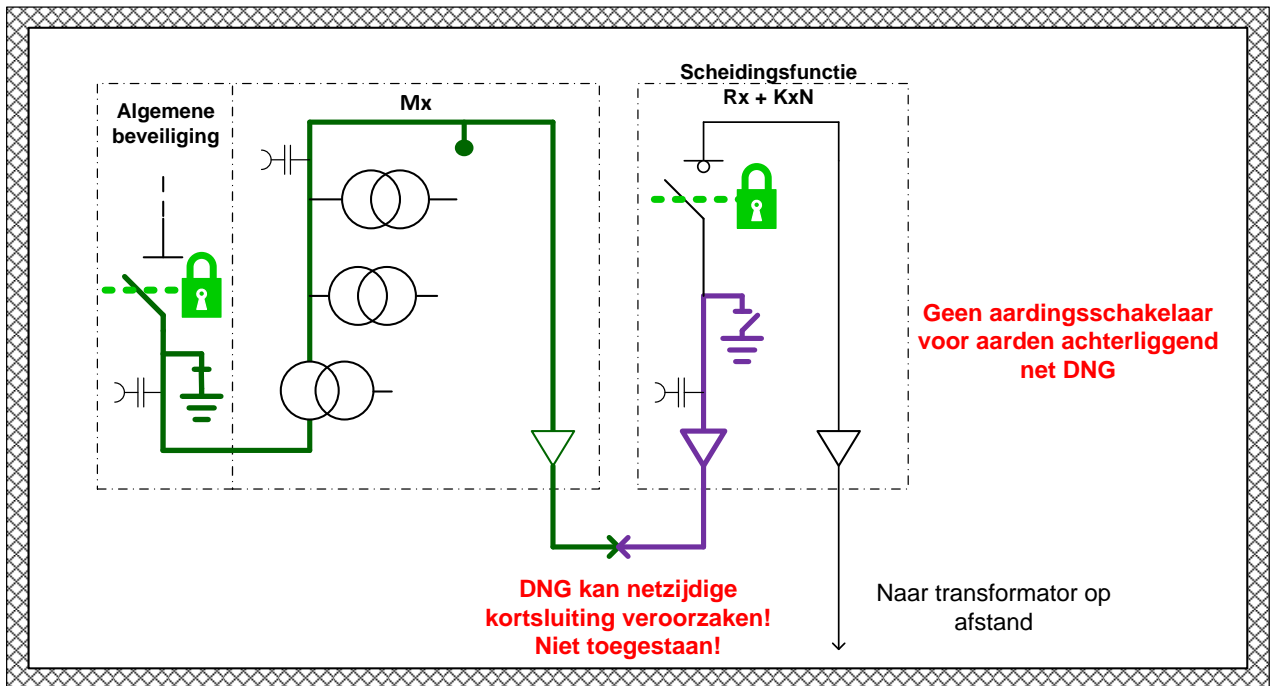 Algemene
beveiliging
Mx
Scheidingsfunctie
Rx + KxN
Geen aardingsschakelaar
voor aarden achterliggend
net DNG
DNG kan netzijdige
kortsluiting veroorzaken!
Niet toegestaan!
Naar transformator op
afstand